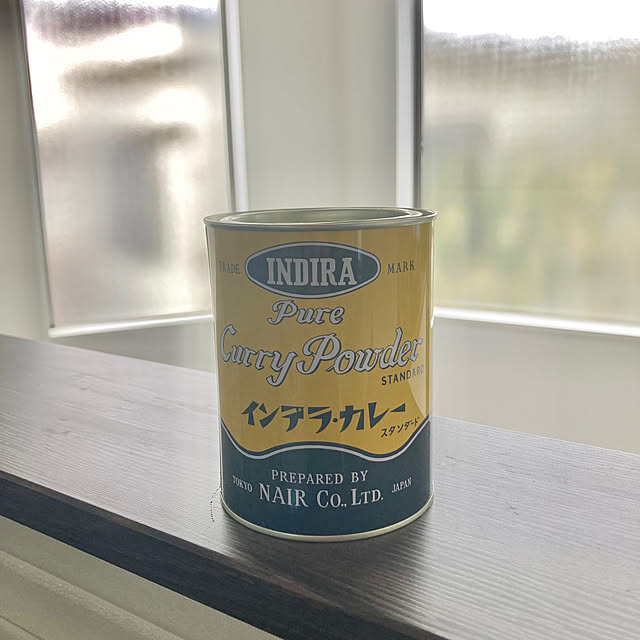 TRADE INDIRA MARK
Pure
Curry Powder
STANDARD
インデラ・カレー
スタンダード
PREPARED BY
TOKYO NAIR CO., LTD. JAPAN